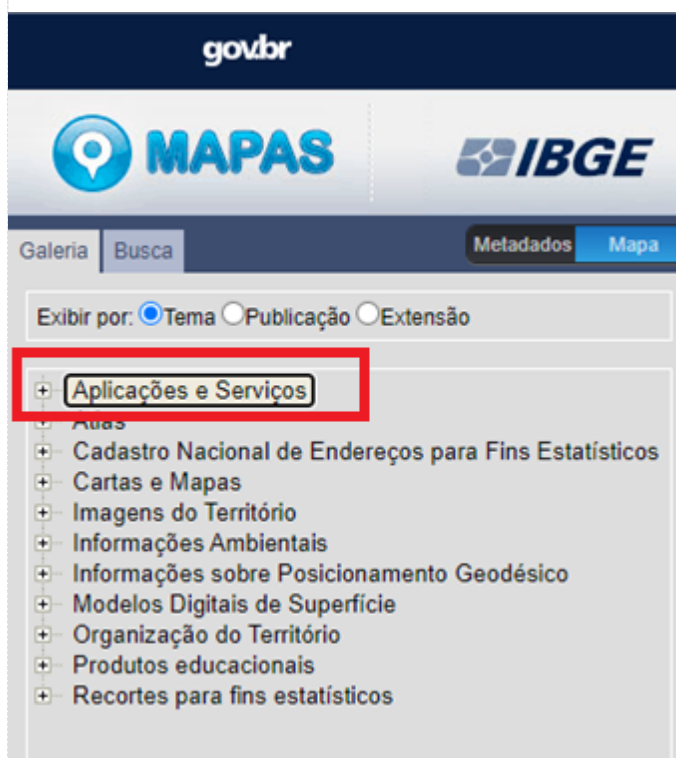 gov.br
MAPAS
IBGE
Galeria Busca Metadados Mapa
Exibir por: Tema Publicação Extensão
Aplicações e Serviços
Atlas
Cadastro Nacional de Endereços para Fins Estatísticos
Cartas e Mapas
Imagens do Território
Informações Ambientais
Informações sobre Posicionamento Geodésico
Modelos Digitais de Superfície
Organização do Território
Produtos educacionais
Recortes para fins estatísticos